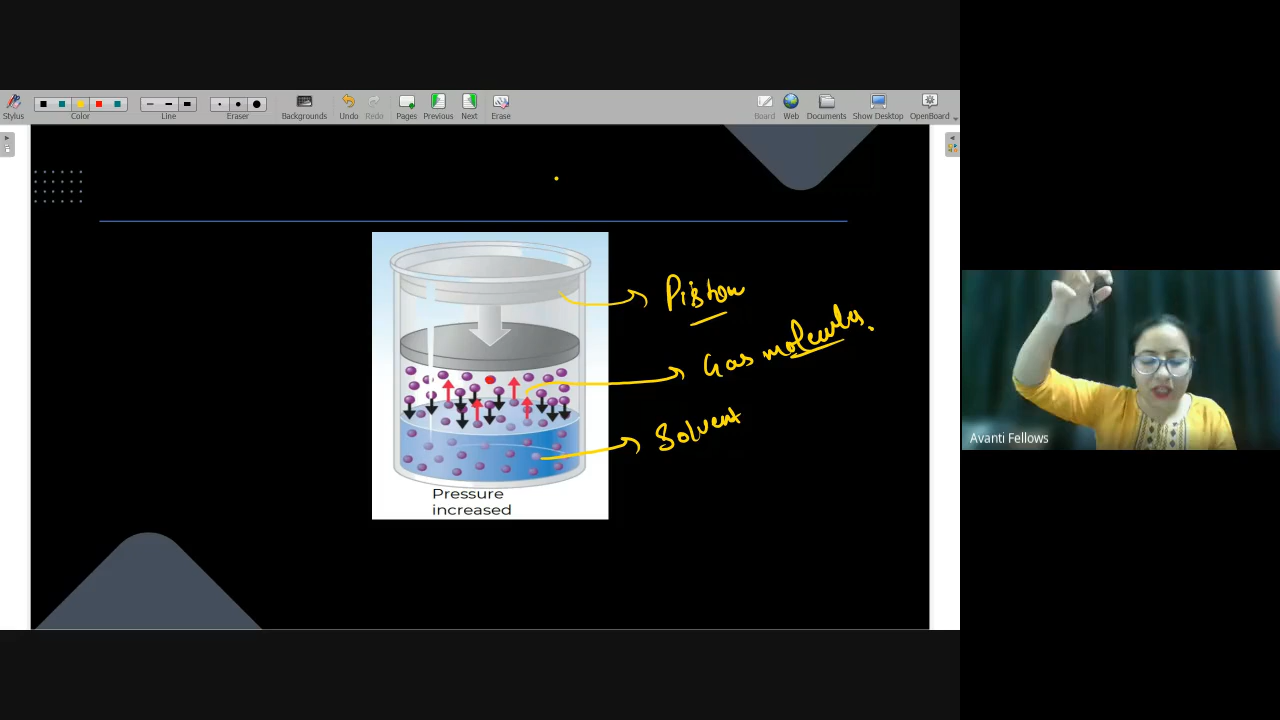 Stylus
Color
Line
Eraser
Backgrounds
Undo
Redo
Pages
Previous
Next
Erase
Board
Web
Documents
Show Desktop
OpenBoard
Piston
Gas molecules.
Solvent
Pressure
increased
Avanti Fellows